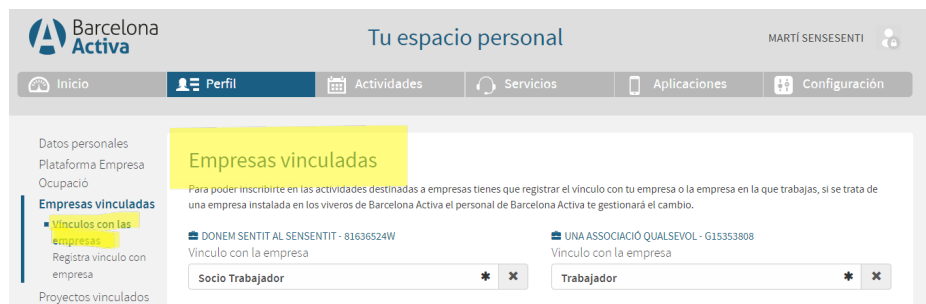 Barcelona
Activa
Tu espacio personal
MARTÍ SENSESENTI
Inicio
Perfil
Actividades
Servicios
Aplicaciones
Configuración
Datos personales
Plataforma Empresa
Ocupació
Empresas vinculadas
Vínculos con las
empresas
Registra vínculo con
empresa
Proyectos vinculados
Empresas vinculadas
Para poder inscribirte en las actividades destinadas a empresas tienes que registrar el vínculo con tu empresa o la empresa en la que trabajas, si se trata de
una empresa instalada en los viveros de Barcelona Activa el personal de Barcelona Activa te gestionará el cambio.
DONEM SENTIT AL SENSENTIT - 81636524W
Vinculo con la empresa
Socio Trabajador
UNA ASSOCIACIÓ QUALSEVOL - G15353808
Vinculo con la empresa
Trabajador